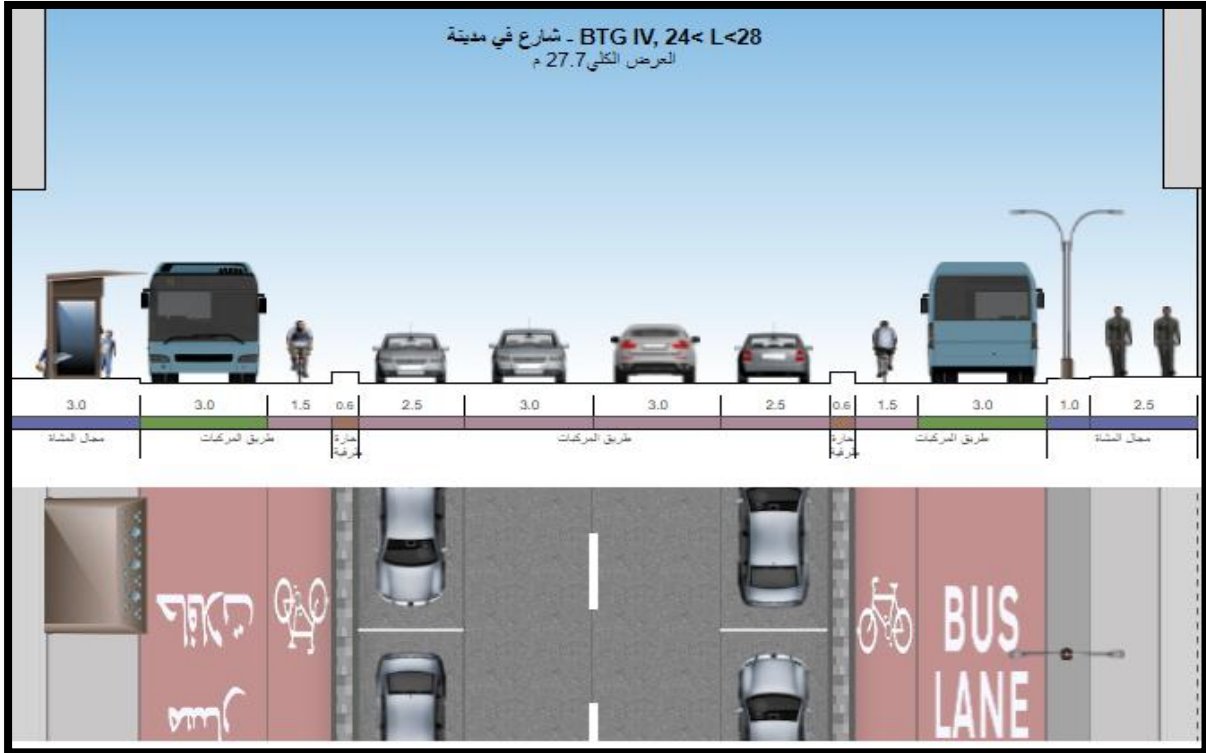 BTG IV, 24< L<28 - شارع في مدينة
العرض الكلي27.7 م
3.0 3.0 1.5 0.6 2.5 3.0 3.0 2.5 0.6 1.5 3.0 1.0 2.5
مجال المشاة
طريق المركبات
حارة
طرفية
طريق المركبات
حارة
طرفية
طريق المركبات
مجال المشاة
حافلات
مسار
BUS
LANE